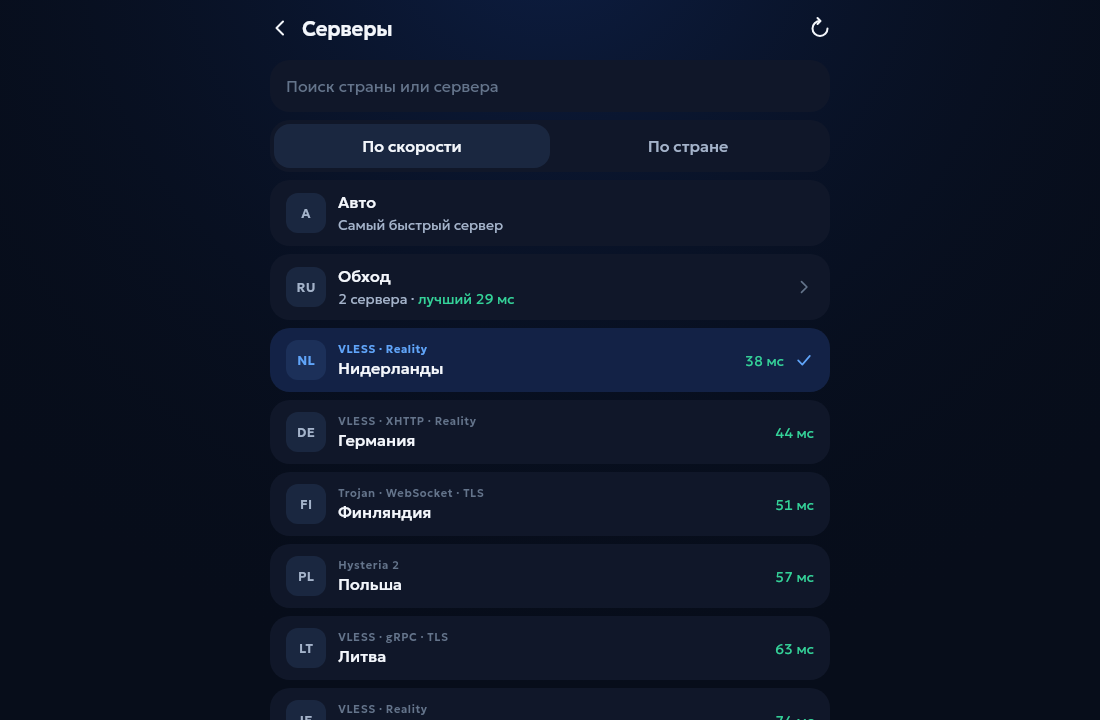 Серверы
Поиск страны или сервера
По скорости
По стране
A
Авто
Самый быстрый сервер
RU
Обход
2 сервера · лучший 29 мс
NL
VLESS · Reality
Нидерланды
38 мс
DE
VLESS · XHTTP · Reality
Германия
44 мс
FI
Trojan · WebSocket · TLS
Финляндия
51 мс
PL
Hysteria 2
Польша
57 мс
LT
VLESS · gRPC · TLS
Литва
63 мс
VLESS · Reality